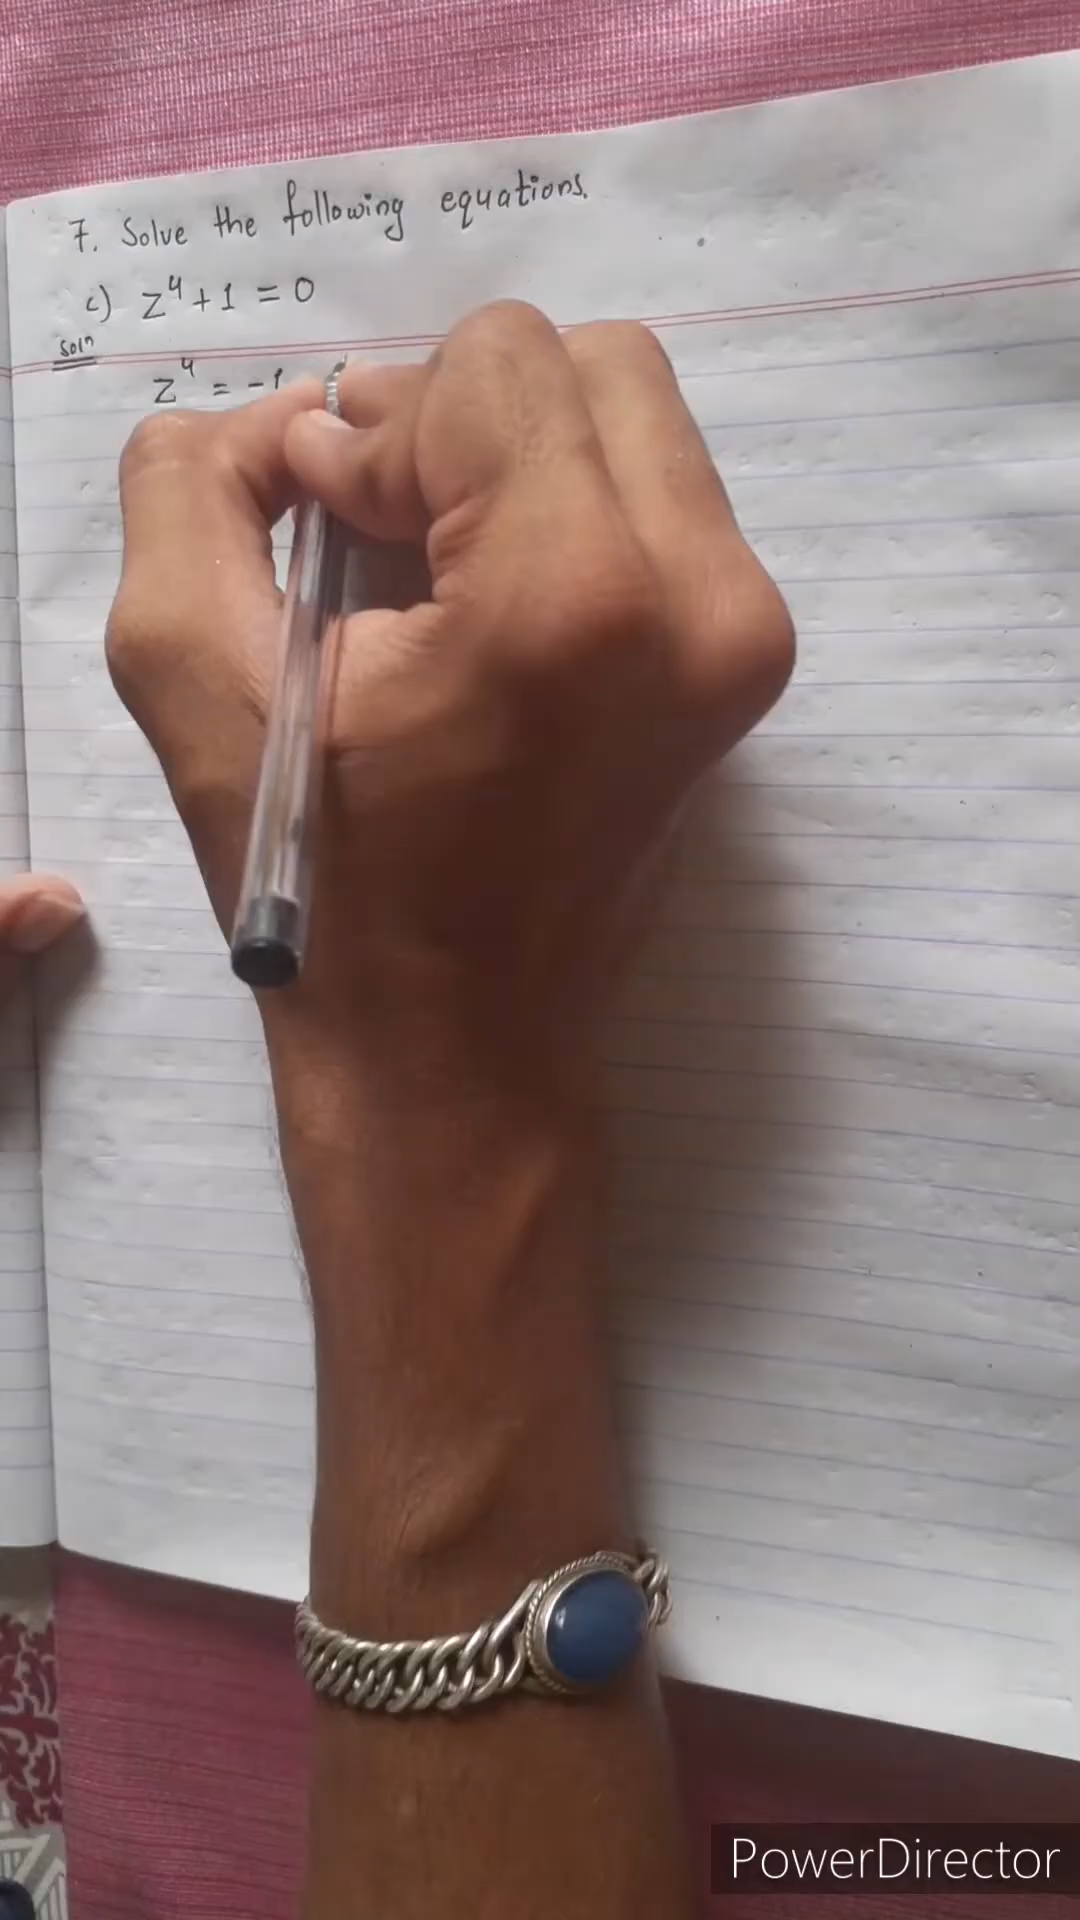 7. Solve the following equations.
c) z⁴ + 1 = 0
Solⁿ
z⁴ = -1
PowerDirector